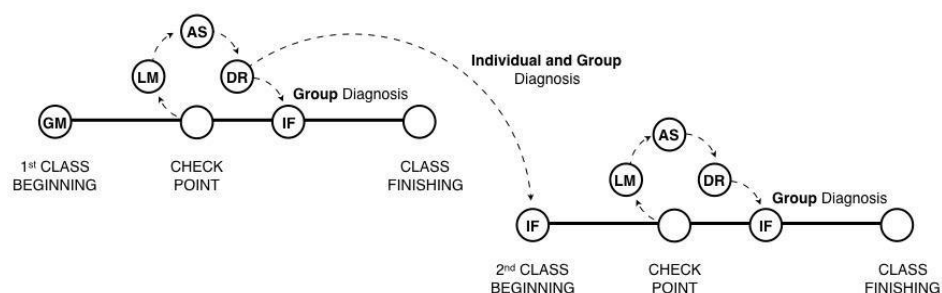 AS
LM
DR
Individual and Group
Diagnosis
Group Diagnosis
GM
IF
1st CLASS
BEGINNING
CHECK
POINT
CLASS
FINISHING
AS
LM
DR
Group Diagnosis
IF
IF
2nd CLASS
BEGINNING
CHECK
POINT
CLASS
FINISHING